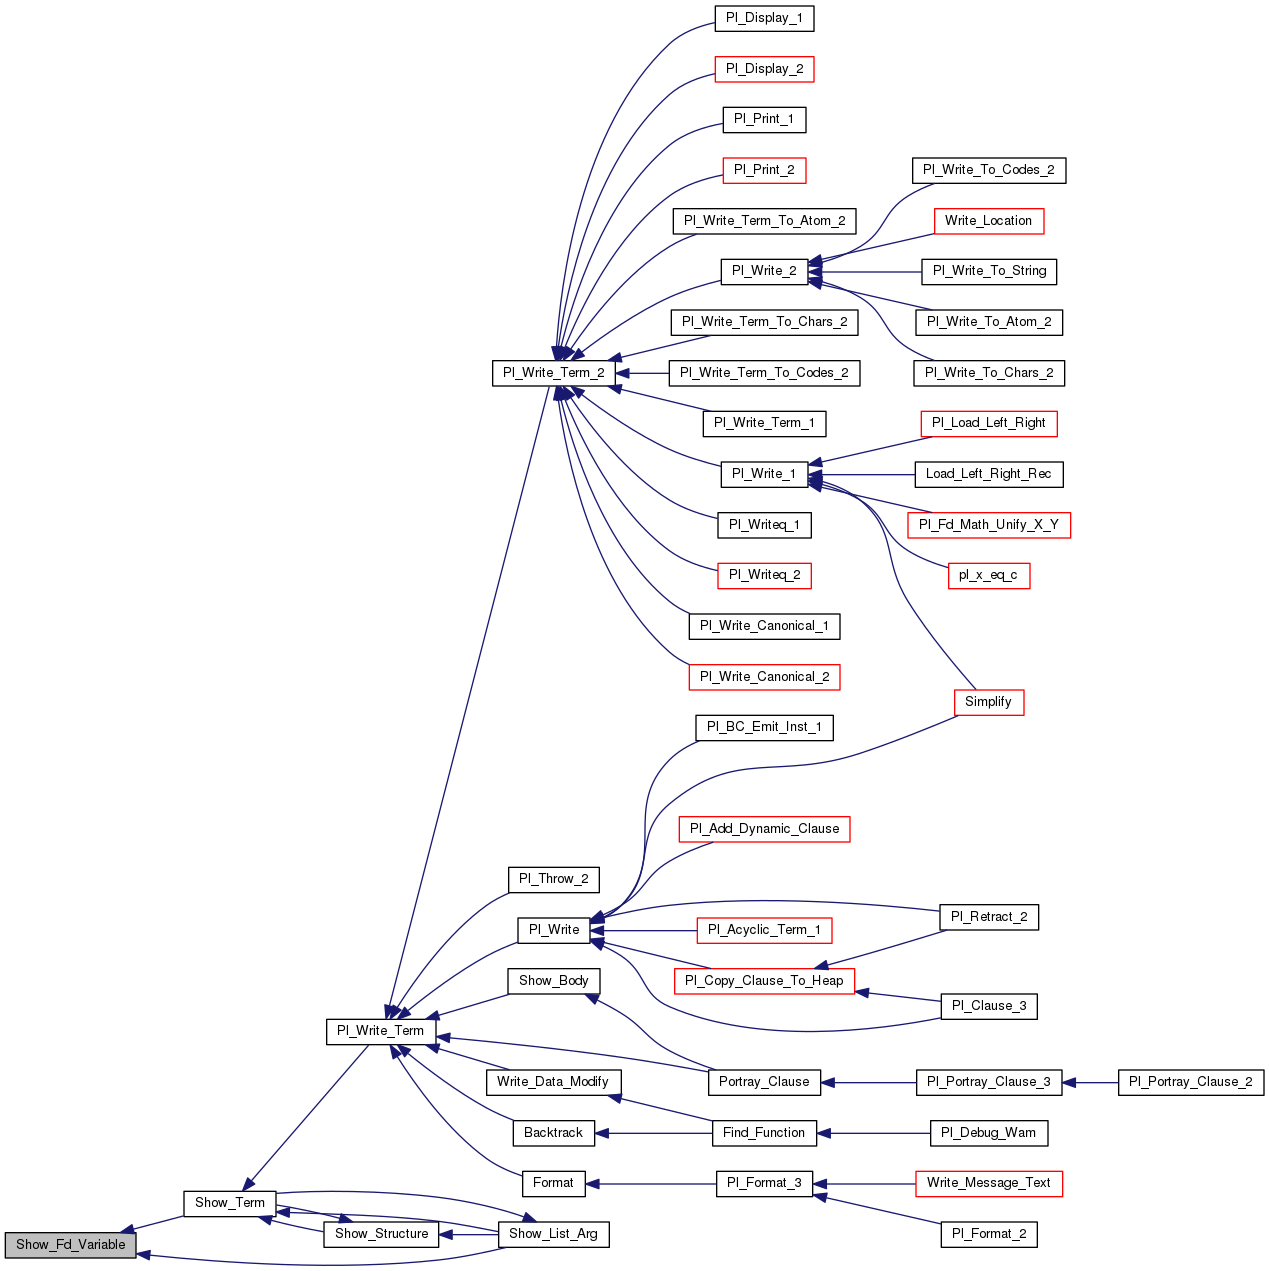 Pl_Display_1
Pl_Display_2
Pl_Print_1
Pl_Print_2
Pl_Write_To_Codes_2
Pl_Write_Term_To_Atom_2
Write_Location
Pl_Write_2
Pl_Write_To_String
Pl_Write_Term_To_Chars_2
Pl_Write_To_Atom_2
Pl_Write_Term_2
Pl_Write_Term_To_Codes_2
Pl_Write_To_Chars_2
Pl_Write_Term_1
Pl_Load_Left_Right
Pl_Write_1
Load_Left_Right_Rec
Pl_Writeq_1
Pl_Fd_Math_Unify_X_Y
Pl_Writeq_2
pl_x_eq_c
Pl_Write_Canonical_1
Pl_Write_Canonical_2
Simplify
Pl_BC_Emit_Inst_1
Pl_Add_Dynamic_Clause
Pl_Throw_2
Pl_Retract_2
Pl_Write
Pl_Acyclic_Term_1
Show_Body
Pl_Copy_Clause_To_Heap
Pl_Clause_3
Pl_Write_Term
Write_Data_Modify
Portray_Clause
Pl_Portray_Clause_3
Pl_Portray_Clause_2
Backtrack
Find_Function
Pl_Debug_Wam
Format
Pl_Format_3
Write_Message_Text
Show_Term
Show_Structure
Show_List_Arg
Pl_Format_2
Show_Fd_Variable